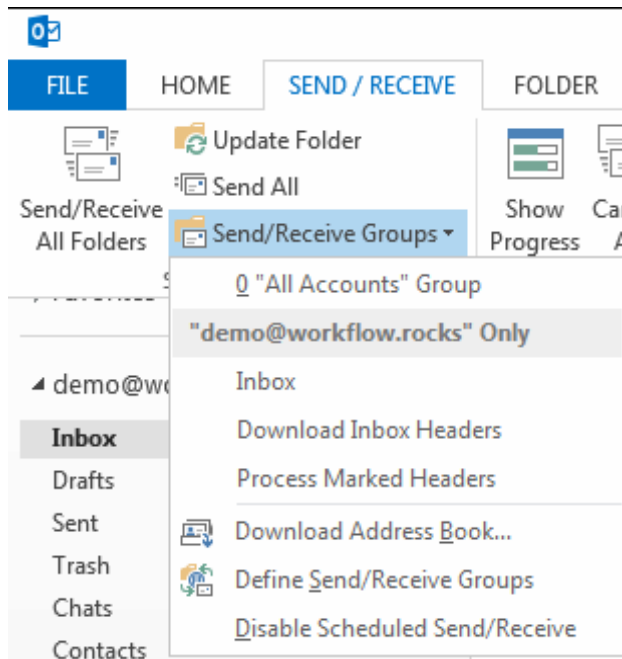 FILE HOME SEND / RECEIVE FOLDER
Update Folder
Send All
Send/Receive Groups
Send/Receive
All Folders
Show
Progress
0 "All Accounts" Group
"demo@workflow.rocks" Only
Inbox
Download Inbox Headers
Process Marked Headers
Download Address Book...
Define Send/Receive Groups
Disable Scheduled Send/Receive
demo@wo
Inbox
Drafts
Sent
Trash
Chats
Contacts